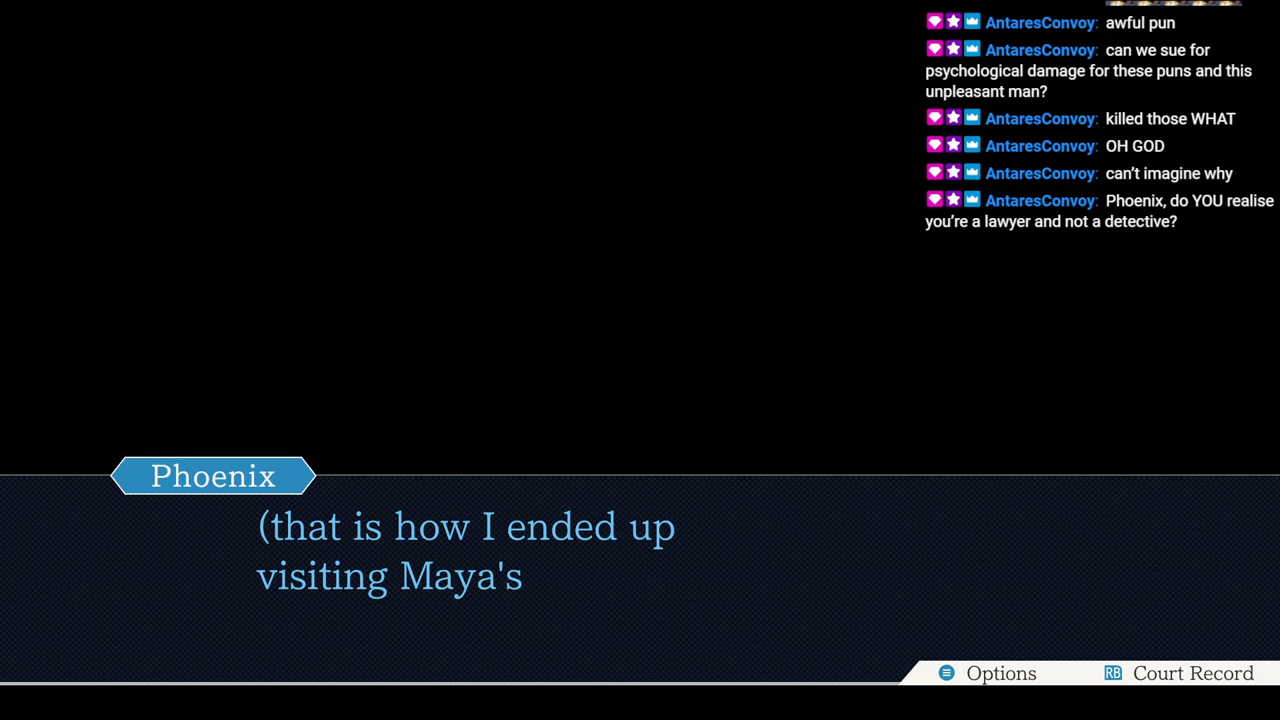 AntaresConvoy: awful pun
AntaresConvoy: can we sue for
psychological damage for these puns and this
unpleasant man?
AntaresConvoy: killed those WHAT
AntaresConvoy: OH GOD
AntaresConvoy: can't imagine why
AntaresConvoy: Phoenix, do YOU realise
you're a lawyer and not a detective?
Phoenix
(that is how I ended up
visiting Maya's
Options
RB Court Record